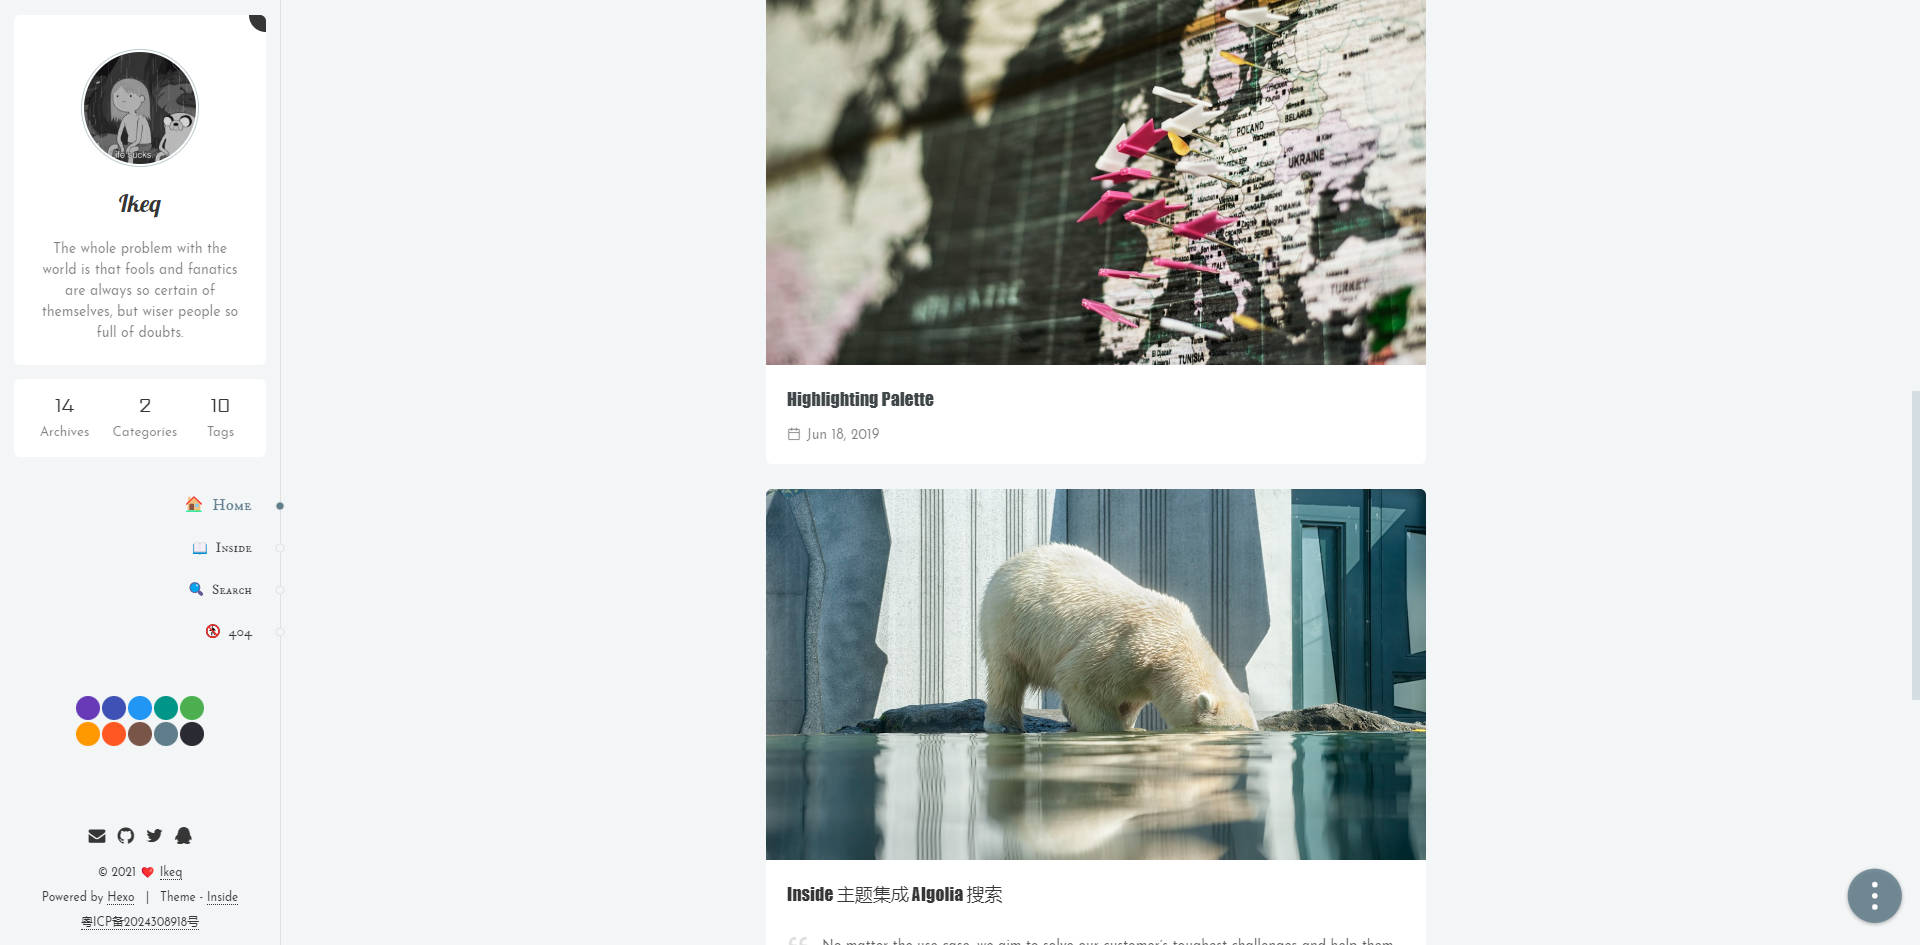 life sucks
Ikeq
The whole problem with the
world is that fools and fanatics
are always so certain of
themselves, but wiser people so
full of doubts.
14
2
10
Archives
Categories
Tags
Home
Inside
Search
404
© 2021 ❤️ Ikeq
Powered by Hexo | Theme - Inside
粤ICP备2024308918号
POLAND
BELARUS
UKRAINE
ROMANIA
TURKEY
ITALY
SPAIN
TUNISIA
Highlighting Palette
Jun 18, 2019
Inside 主题集成 Algolia 搜索
No matter the use case, we aim to solve our customer's toughest challenges and help them